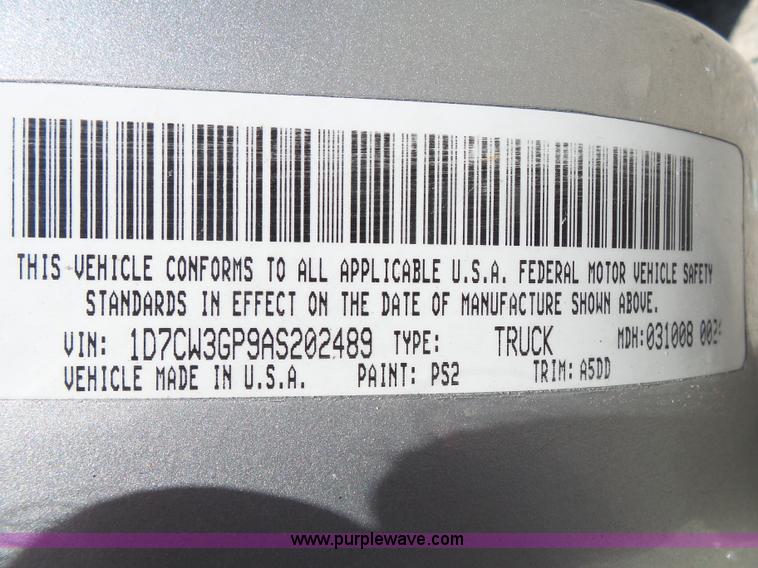 THIS VEHICLE CONFORMS TO ALL APPLICABLE U.S.A. FEDERAL MOTOR VEHICLE SAFETY
STANDARDS IN EFFECT ON THE DATE OF MANUFACTURE SHOWN ABOVE.
VIN: 1D7CW3GP9AS202489 TYPE: TRUCK MDH:031008
VEHICLE MADE IN U.S.A. PAINT: PS2 TRIM: A5DD
www.purplewave.com